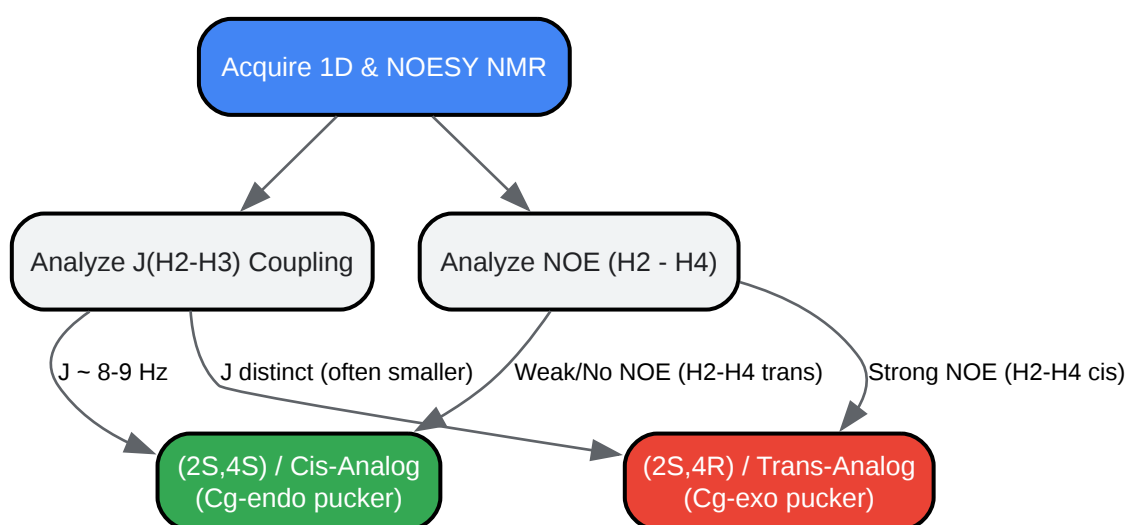 Acquire 1D & NOESY NMR
Analyze J(H2-H3) Coupling
Analyze NOE (H2 - H4)
J ~ 8-9 Hz
J distinct (often smaller)
Weak/No NOE (H2-H4 trans)
Strong NOE (H2-H4 cis)
(2S,4S) / Cis-Analog
(Cg-endo pucker)
(2S,4R) / Trans-Analog
(Cg-exo pucker)